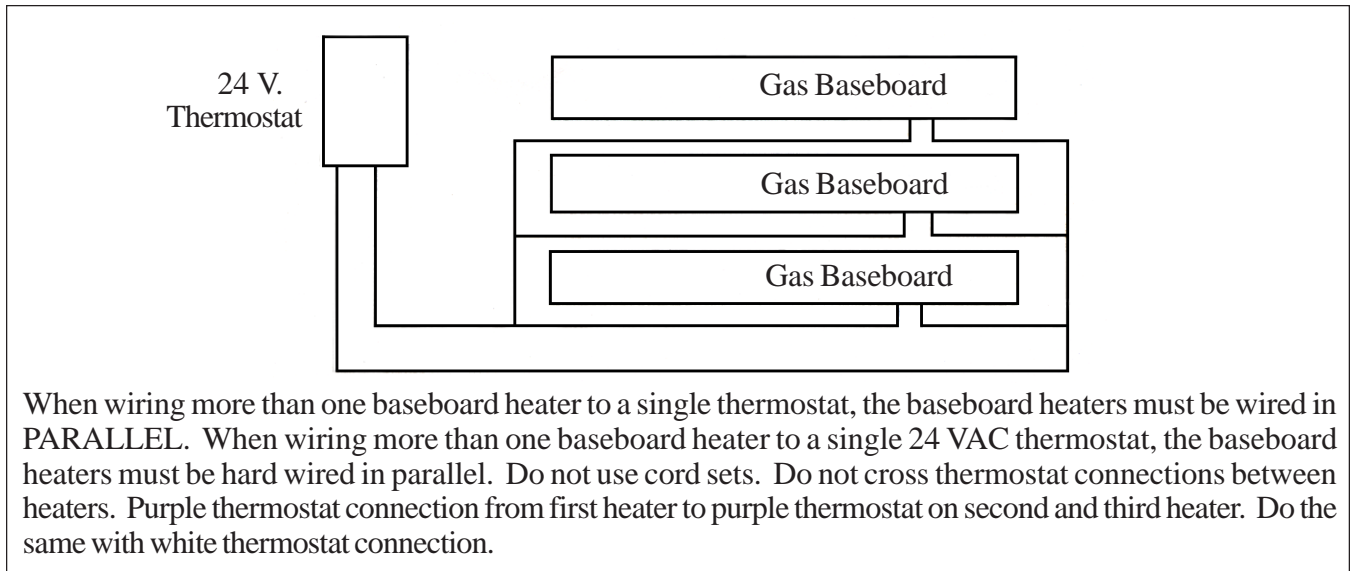 24 V.
Thermostat
Gas Baseboard
Gas Baseboard
Gas Baseboard
When wiring more than one baseboard heater to a single thermostat, the baseboard heaters must be wired in
PARALLEL. When wiring more than one baseboard heater to a single 24 VAC thermostat, the baseboard
heaters must be hard wired in parallel. Do not use cord sets. Do not cross thermostat connections between
heaters. Purple thermostat connection from first heater to purple thermostat on second and third heater. Do the
same with white thermostat connection.